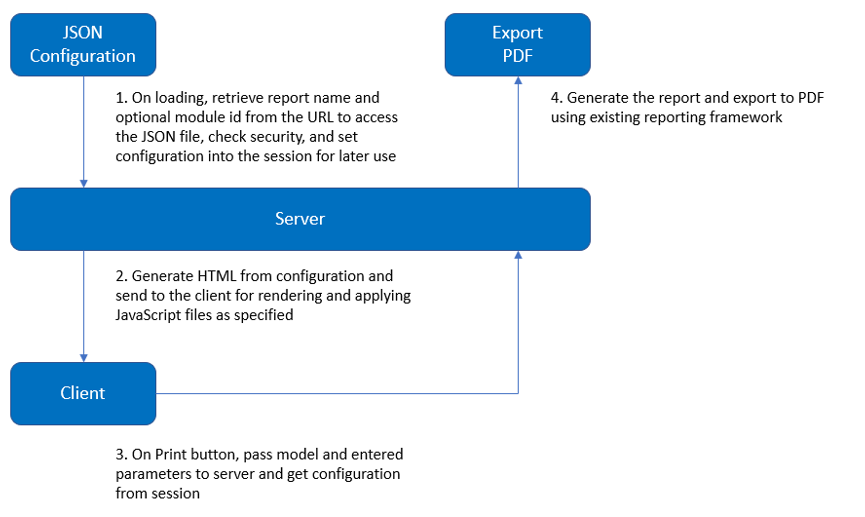 JSON
Configuration
Export
PDF
1. On loading, retrieve report name and
optional module id from the URL to access
the JSON file, check security, and set
configuration into the session for later use
4. Generate the report and export to PDF
using existing reporting framework
Server
2. Generate HTML from configuration and
send to the client for rendering and applying
JavaScript files as specified
Client
3. On Print button, pass model and entered
parameters to server and get configuration
from session